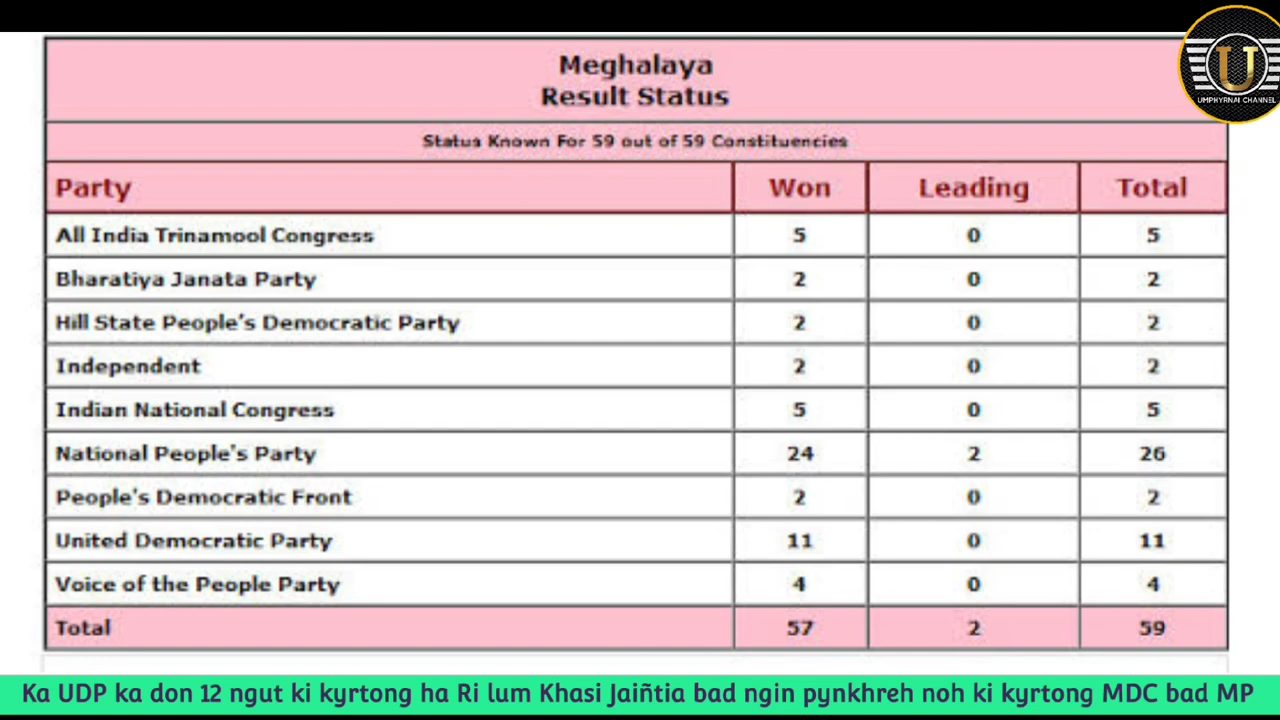 Meghalaya
Result Status
Status Known For 59 out of 59 Constituencies
Party Won Leading Total
All India Trinamool Congress 5 0 5
Bharatiya Janata Party 2 0 2
Hill State People's Democratic Party 2 0 2
Independent 2 0 2
Indian National Congress 5 0 5
National People's Party 24 2 26
People's Democratic Front 2 0 2
United Democratic Party 11 0 11
Voice of the People Party 4 0 4
Total 57 2 59
U
UMPHYRNAI CHANNEL
Ka UDP ka don 12 ngut ki kyrtong ha Ri lum Khasi Jaiñtia bad ngin pynkhreh noh ki kyrtong MDC bad MP